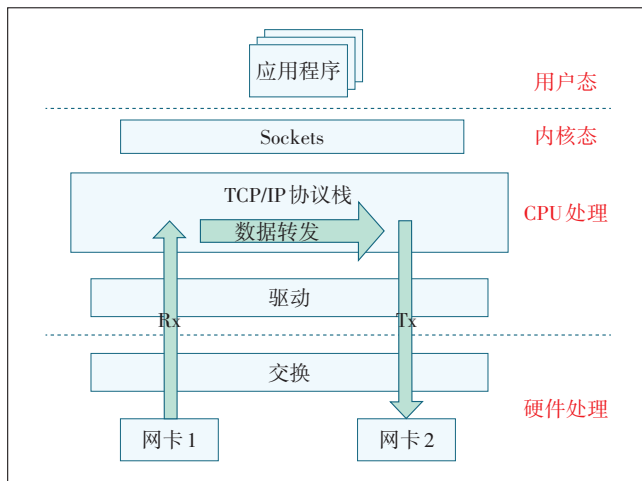 应用程序
用户态
Sockets
内核态
TCP/IP 协议栈
CPU 处理
数据转发
驱动
Rx
Tx
交换
硬件处理
网卡 1
网卡 2